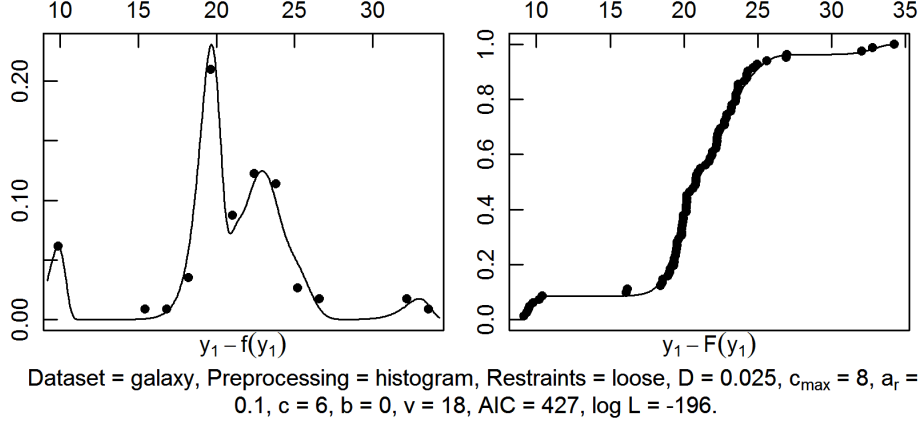 10 15 20 25 30
10 15 20 25 30 35
0.20
0.10
0.00
1.0
0.8
0.6
0.4
0.2
0.0
y₁ − f(y₁)
y₁ − F(y₁)
Dataset = galaxy, Preprocessing = histogram, Restraints = loose, D = 0.025, cₘₐₓ = 8, aᵣ =
0.1, c = 6, b = 0, v = 18, AIC = 427, log L = -196.